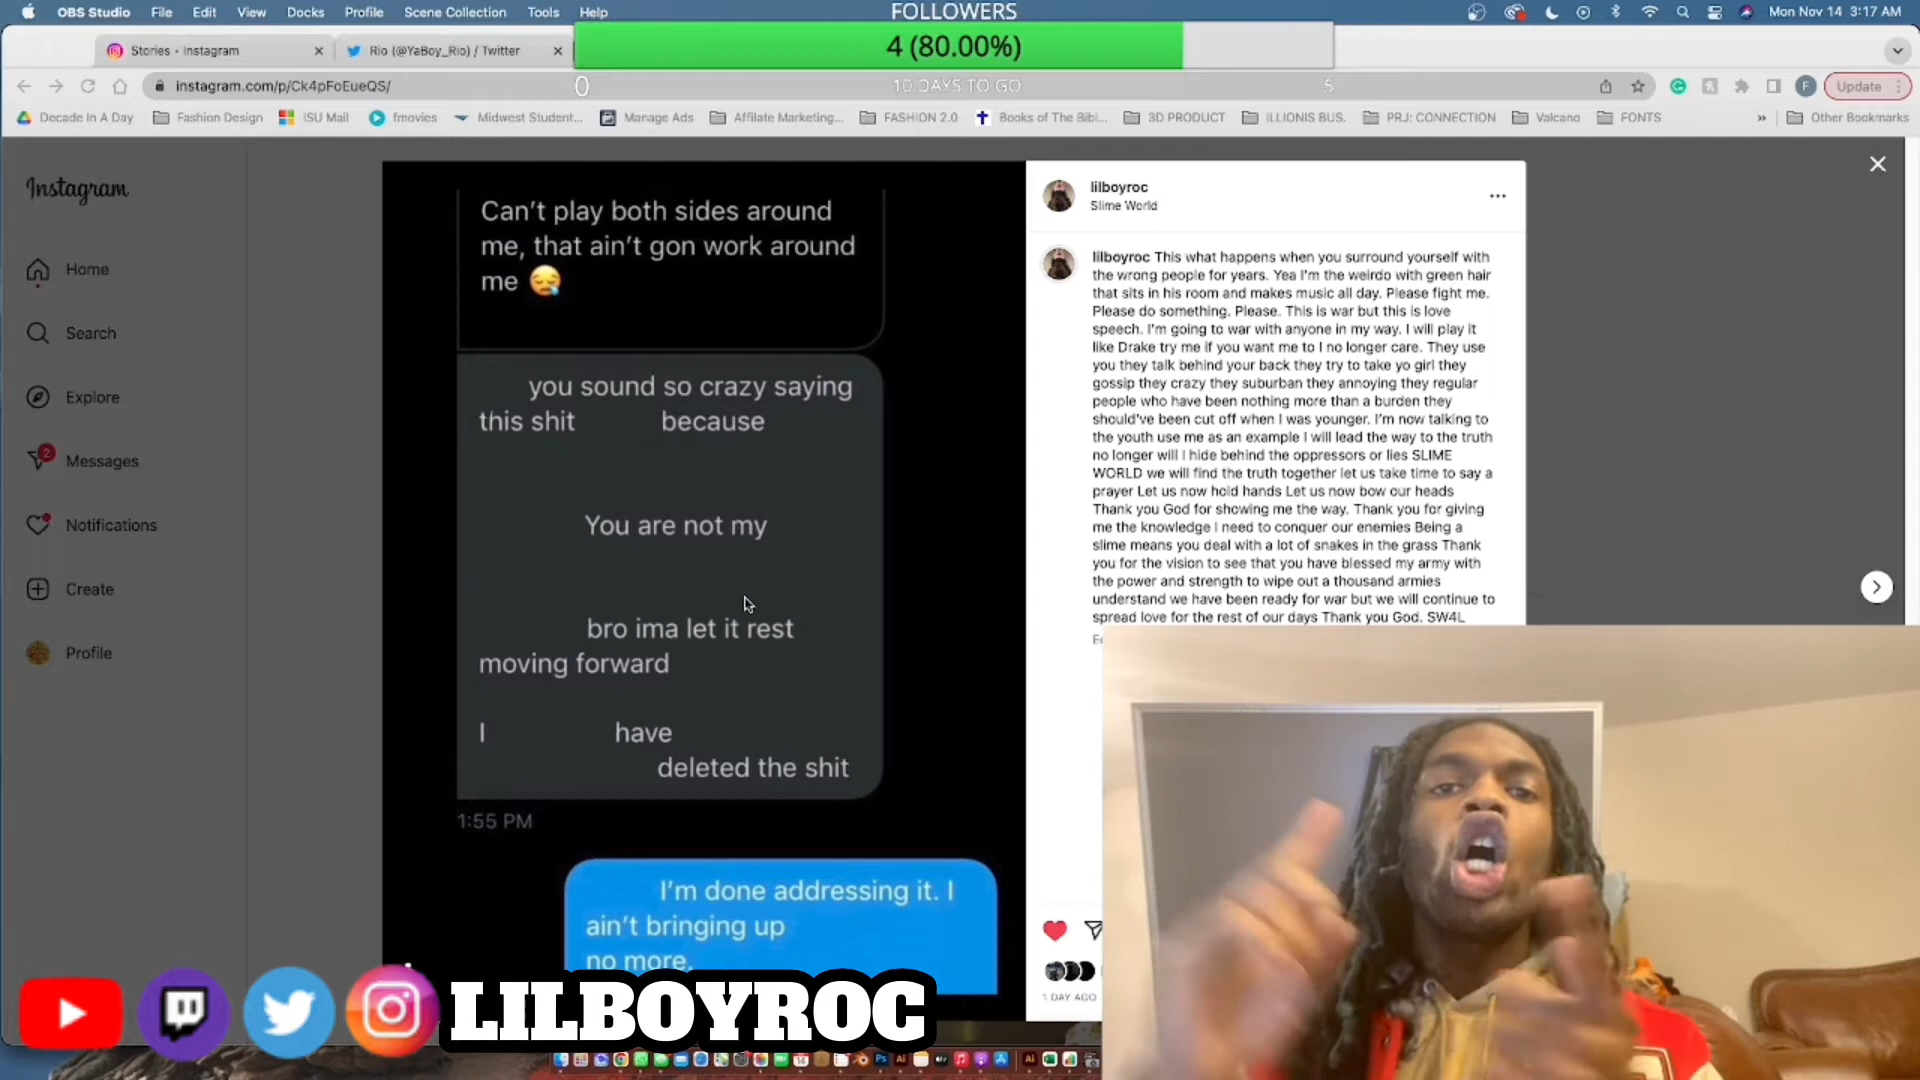 OBS Studio File Edit View Docks Profile Scene Collection Tools Help
Mon Nov 14 3:17 AM
FOLLOWERS
4 (80.00%)
0
10 DAYS TO GO
5
Stories • Instagram
Rio (@YaBoy_Rio) / Twitter
instagram.com/p/Ck4pFoEueQS/
F
Update
Decade In A Day Fashion Design ISU Mail fmovies Midwest Student... Manage Ads Affilate Marketing... FASHION 2.0 Books of The Bibl... 3D PRODUCT ILLIONIS BUS. PRJ: CONNECTION Valcano FONTS » Other Bookmarks
Instagram
Home
Search
Explore
2
Messages
Notifications
Create
Profile
Can't play both sides around
me, that ain't gon work around
me 😪
you sound so crazy saying
this shit because
You are not my
bro ima let it rest
moving forward
I have
deleted the shit
1:55 PM
I'm done addressing it. I
ain't bringing up
no more.
lilboyroc
Slime World
lilboyroc This what happens when you surround yourself with
the wrong people for years. Yea I'm the weirdo with green hair
that sits in his room and makes music all day. Please fight me.
Please do something. Please. This is war but this is love
speech. I'm going to war with anyone in my way. I will play it
like Drake try me if you want me to I no longer care. They use
you they talk behind your back they try to take yo girl they
gossip they crazy they suburban they annoying they regular
people who have been nothing more than a burden they
should've been cut off when I was younger. I'm now talking to
the youth use me as an example I will lead the way to the truth
no longer will I hide behind the oppressors or lies SLIME
WORLD we will find the truth together let us take time to say a
prayer Let us now hold hands Let us now bow our heads
Thank you God for showing me the way. Thank you for giving
me the knowledge I need to conquer our enemies Being a
slime means you deal with a lot of snakes in the grass Thank
you for the vision to see that you have blessed my army with
the power and strength to wipe out a thousand armies
understand we have been ready for war but we will continue to
spread love for the rest of our days Thank you God. SW4L
1 DAY AGO
LILBOYROC